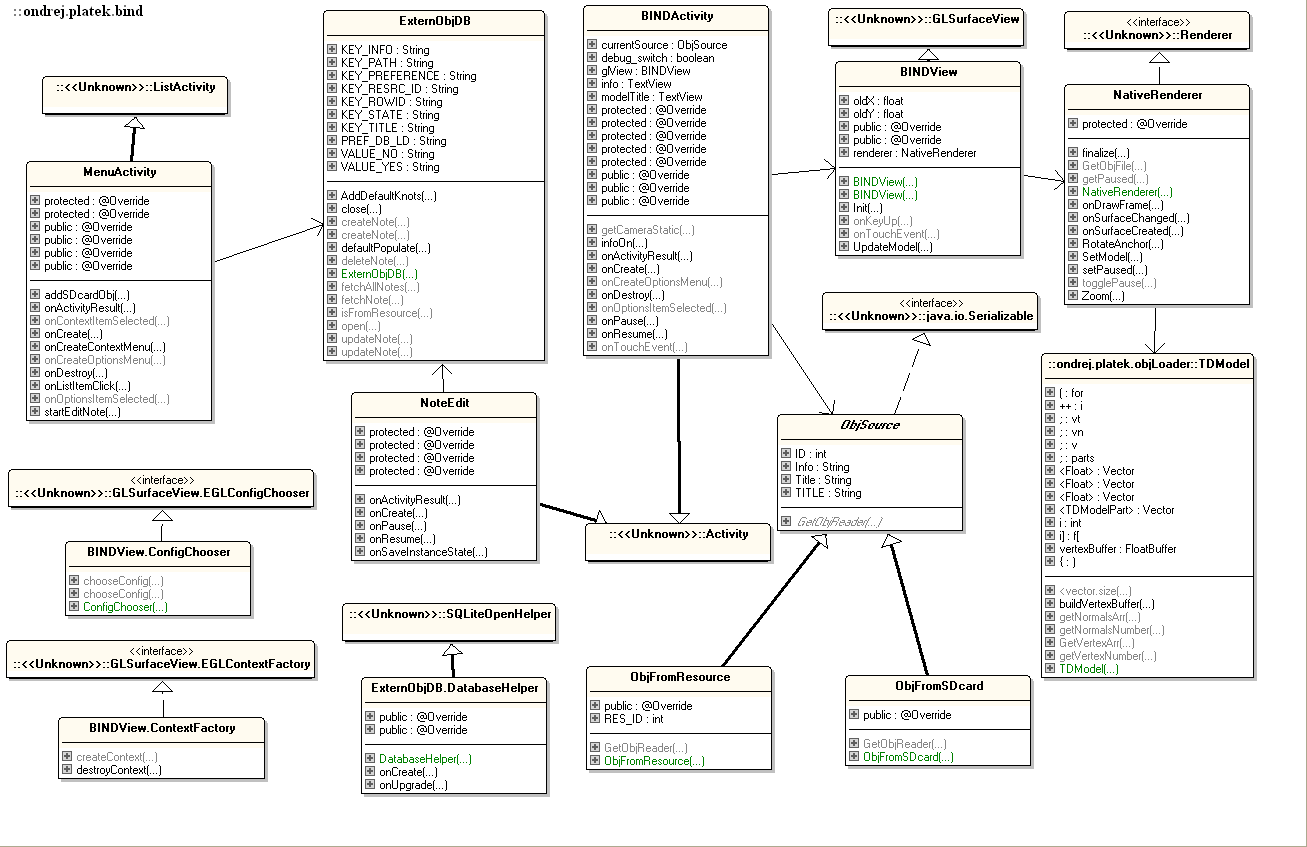 ::ondrej.platek.bind
::<<Unknown>>::ListActivity
MenuActivity
protected : @Override
protected : @Override
public : @Override
public : @Override
public : @Override
public : @Override
addSDcardObj(...)
onActivityResult(...)
onContextItemSelected(...)
onCreate(...)
onCreateContextMenu(...)
onCreateOptionsMenu(...)
onDestroy(...)
onListItemClick(...)
onOptionsItemSelected(...)
startEditNote(...)
ExternObjDB
KEY_INFO : String
KEY_PATH : String
KEY_PREFERENCE : String
KEY_RESRC_ID : String
KEY_ROWID : String
KEY_STATE : String
KEY_TITLE : String
PREF_DB_LD : String
VALUE_NO : String
VALUE_YES : String
AddDefaultKnots(...)
close(...)
createNote(...)
createNote(...)
defaultPopulate(...)
deleteNote(...)
ExternObjDB(...)
fetchAllNotes(...)
fetchNote(...)
isFromResource(...)
open(...)
updateNote(...)
updateNote(...)
BINDActivity
currentSource : ObjSource
debug_switch : boolean
glView : BINDView
info : TextView
modelTitle : TextView
protected : @Override
protected : @Override
protected : @Override
protected : @Override
protected : @Override
public : @Override
public : @Override
public : @Override
getCameraStatic(...)
infoOn(...)
onActivityResult(...)
onCreate(...)
onCreateOptionsMenu(...)
onDestroy(...)
onOptionsItemSelected(...)
onPause(...)
onResume(...)
onTouchEvent(...)
::<<Unknown>>::GLSurfaceView
BINDView
oldX : float
oldY : float
public : @Override
public : @Override
renderer : NativeRenderer
BINDView(...)
BINDView(...)
Init(...)
onKeyUp(...)
onTouchEvent(...)
UpdateModel(...)
<<interface>>
::<<Unknown>>::Renderer
NativeRenderer
protected : @Override
finalize(...)
GetObjFile(...)
getPaused(...)
NativeRenderer(...)
onDrawFrame(...)
onSurfaceChanged(...)
onSurfaceCreated(...)
RotateAnchor(...)
SetModel(...)
setPaused(...)
togglePause(...)
Zoom(...)
<<interface>>
::<<Unknown>>::java.io.Serializable
::ondrej.platek.objLoader::TDModel
( : for
++ : i
; : vt
; : vn
; : v
; : parts
<Float> : Vector
<Float> : Vector
<Float> : Vector
<TDModelPart> : Vector
i : int
i] : f[
vertexBuffer : FloatBuffer
{ : )
<vector.size(...)
buildVertexBuffer(...)
getNormalsArr(...)
getNormalsNumber(...)
GetVertexArr(...)
getVertexNumber(...)
TDModel(...)
NoteEdit
protected : @Override
protected : @Override
protected : @Override
protected : @Override
onActivityResult(...)
onCreate(...)
onPause(...)
onResume(...)
onSaveInstanceState(...)
ObjSource
ID : int
Info : String
Title : String
TITLE : String
GetObjReader(...)
::<<Unknown>>::Activity
<<interface>>
::<<Unknown>>::GLSurfaceView.EGLConfigChooser
BINDView.ConfigChooser
chooseConfig(...)
chooseConfig(...)
ConfigChooser(...)
<<interface>>
::<<Unknown>>::GLSurfaceView.EGLContextFactory
BINDView.ContextFactory
createContext(...)
destroyContext(...)
::<<Unknown>>::SQLiteOpenHelper
ExternObjDB.DatabaseHelper
public : @Override
public : @Override
DatabaseHelper(...)
onCreate(...)
onUpgrade(...)
ObjFromResource
public : @Override
RES_ID : int
GetObjReader(...)
ObjFromResource(...)
ObjFromSDcard
public : @Override
GetObjReader(...)
ObjFromSDcard(...)